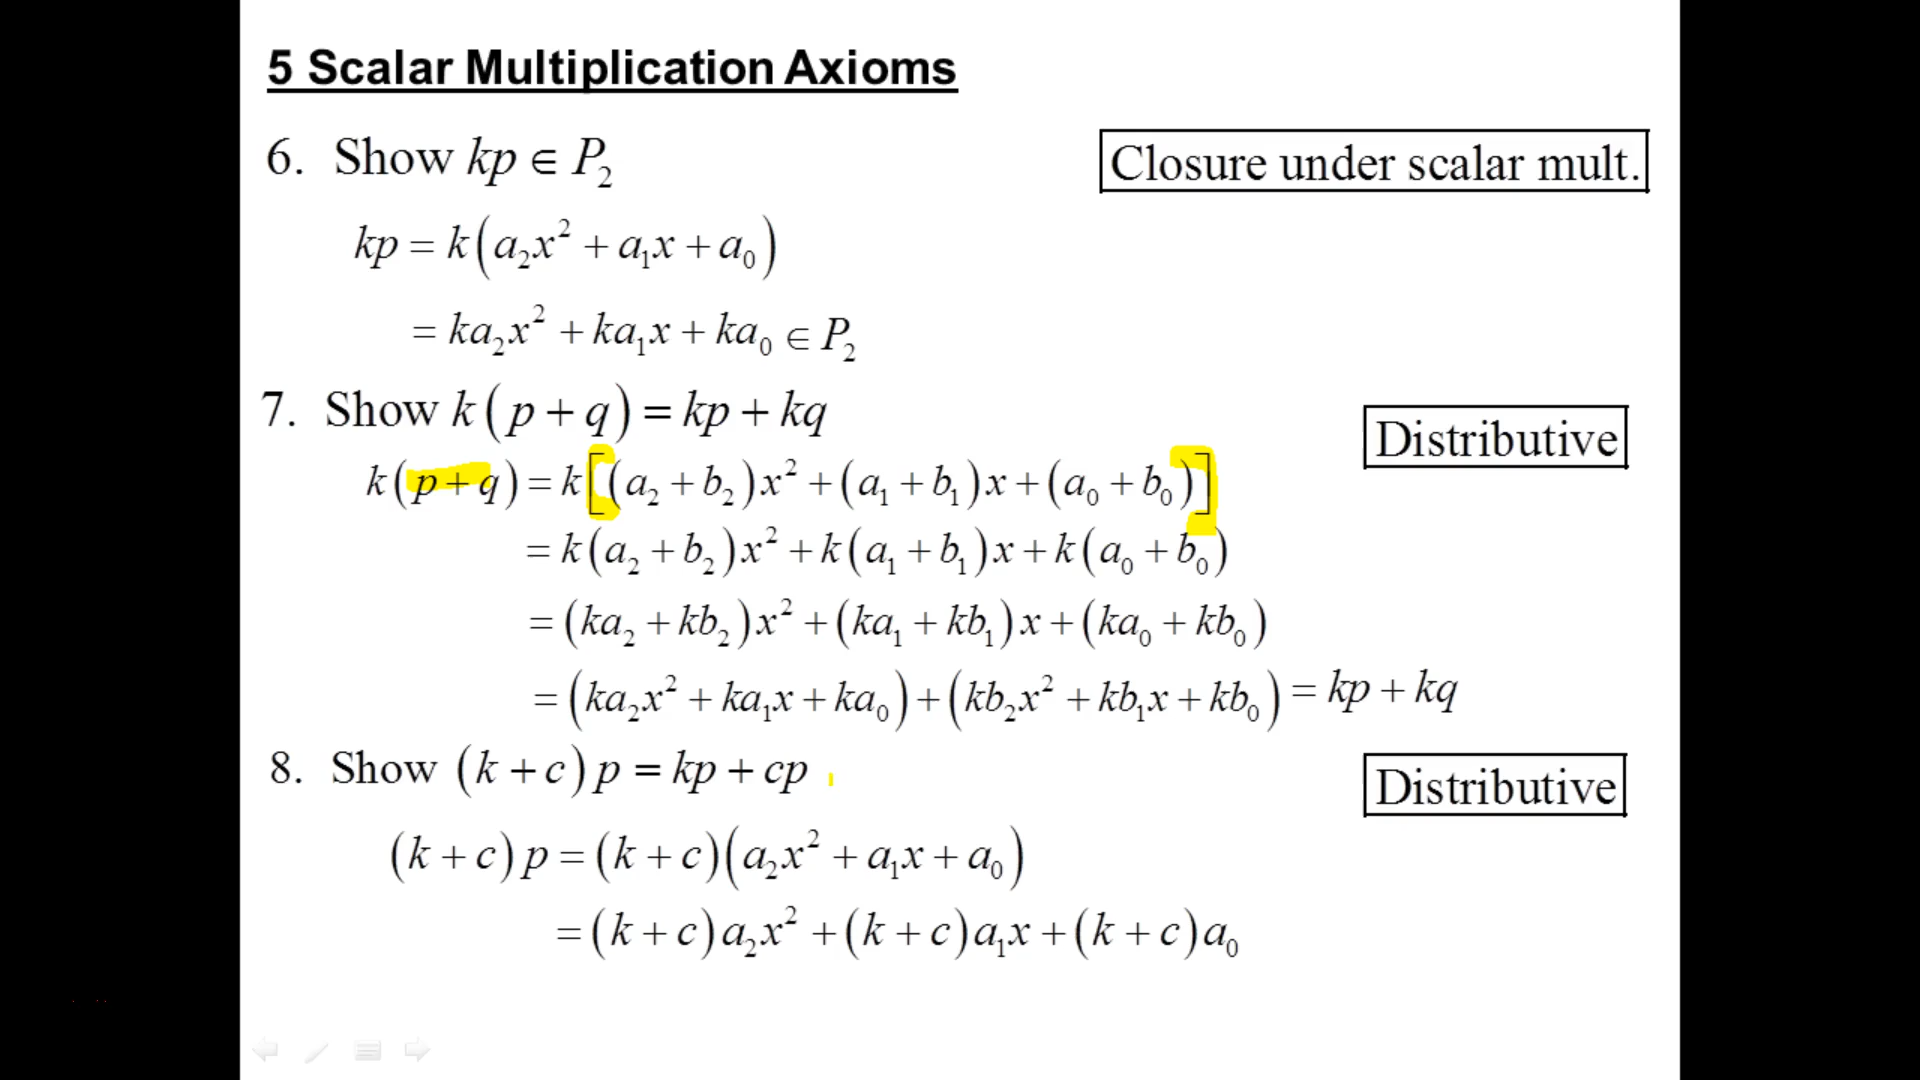 5 Scalar Multiplication Axioms
6. Show kp ∈ P₂
Closure under scalar mult.
kp = k(a₂x² + a₁x + a₀)
= ka₂x² + ka₁x + ka₀ ∈ P₂
7. Show k(p + q) = kp + kq
Distributive
k(p + q) = k[(a₂ + b₂)x² + (a₁ + b₁)x + (a₀ + b₀)]
= k(a₂ + b₂)x² + k(a₁ + b₁)x + k(a₀ + b₀)
= (ka₂ + kb₂)x² + (ka₁ + kb₁)x + (ka₀ + kb₀)
= (ka₂x² + ka₁x + ka₀) + (kb₂x² + kb₁x + kb₀) = kp + kq
8. Show (k + c)p = kp + cp
Distributive
(k + c)p = (k + c)(a₂x² + a₁x + a₀)
= (k + c)a₂x² + (k + c)a₁x + (k + c)a₀